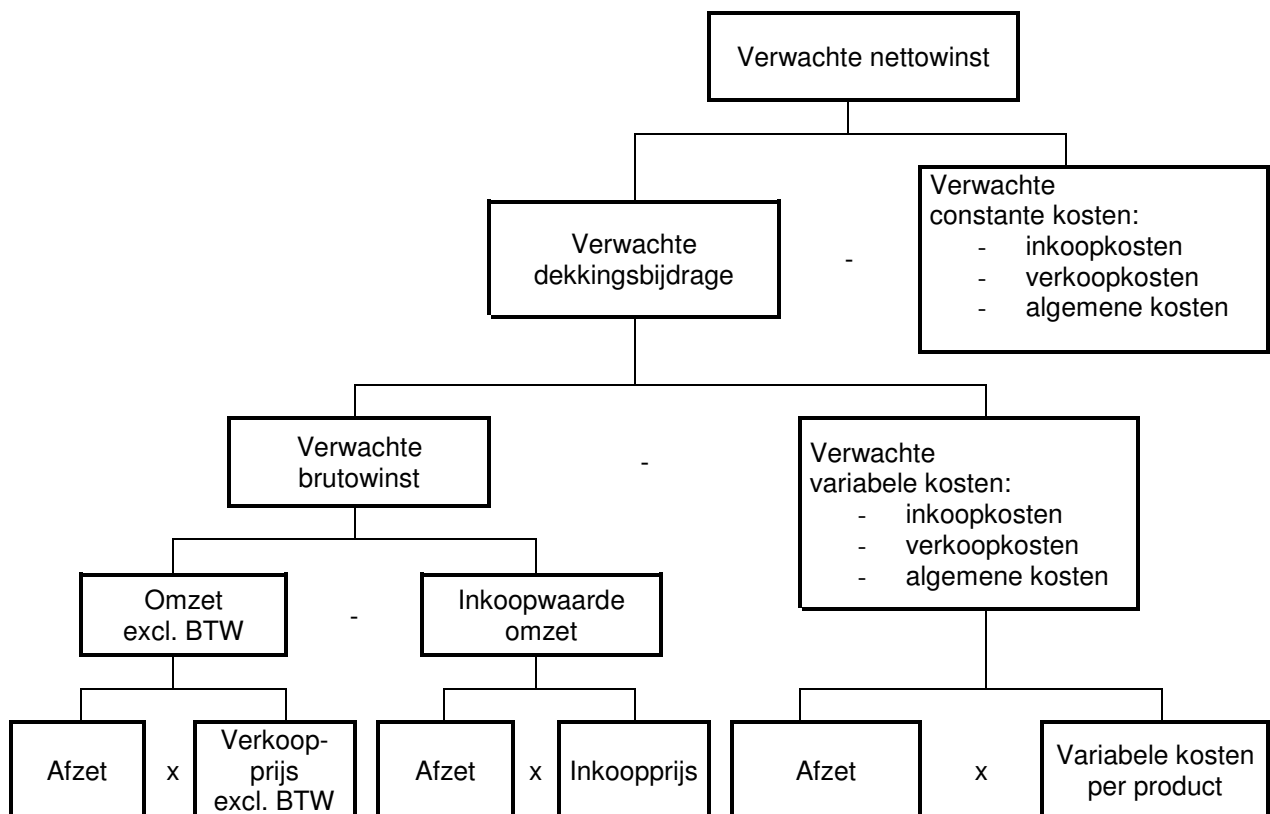 Verwachte nettowinst
Verwachte
constante kosten:
- inkoopkosten
- verkoopkosten
- algemene kosten
Verwachte
dekkingsbijdrage
-
Verwachte
brutowinst
-
Verwachte
variabele kosten:
- inkoopkosten
- verkoopkosten
- algemene kosten
Omzet
excl. BTW
-
Inkoopwaarde
omzet
Afzet
x
Verkoop-
prijs
excl. BTW
Afzet
x
Inkoopprijs
Afzet
x
Variabele kosten
per product